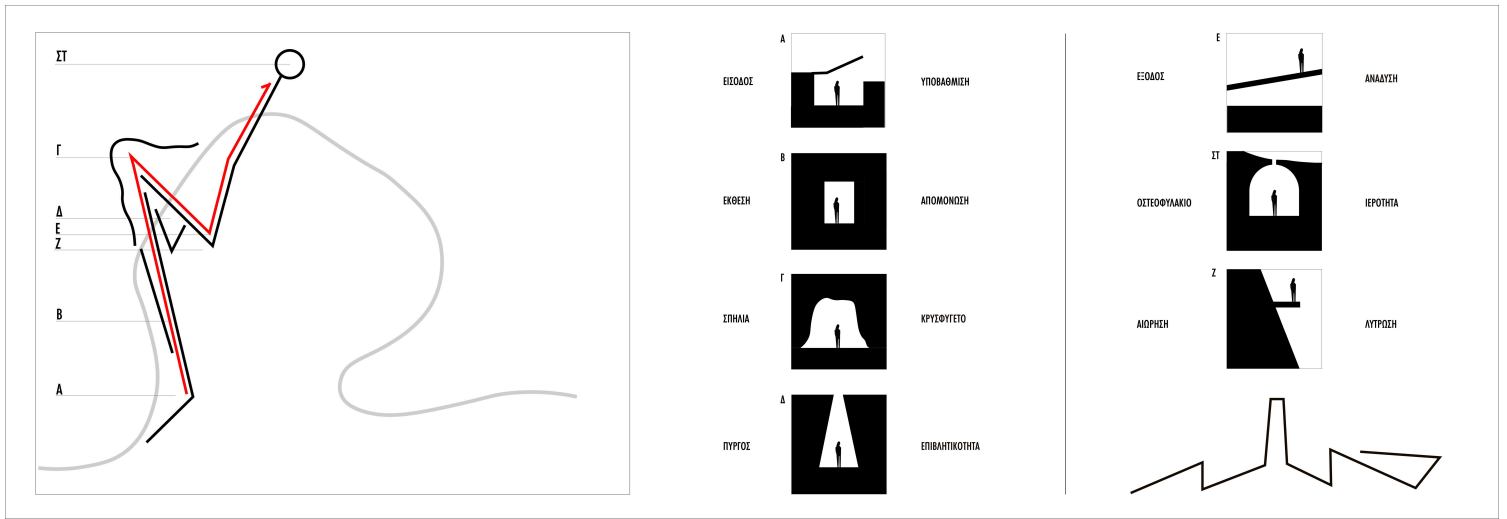 ΣΤ
Γ
Δ
Ε
Ζ
Β
Α
Α
ΕΙΣΟΔΟΣ
ΥΠΟΒΑΘΜΙΣΗ
Β
ΕΚΘΕΣΗ
ΑΠΟΜΟΝΩΣΗ
Γ
ΣΠΗΛΙΑ
ΚΡΥΣΦΥΓΕΤΟ
Δ
ΠΥΡΓΟΣ
ΕΠΙΒΛΗΤΙΚΟΤΗΤΑ
Ε
ΕΞΟΔΟΣ
ΑΝΑΔΥΣΗ
ΣΤ
ΟΣΤΕΟΦΥΛΑΚΙΟ
ΙΕΡΟΤΗΤΑ
Ζ
ΑΙΩΡΗΣΗ
ΛΥΤΡΩΣΗ